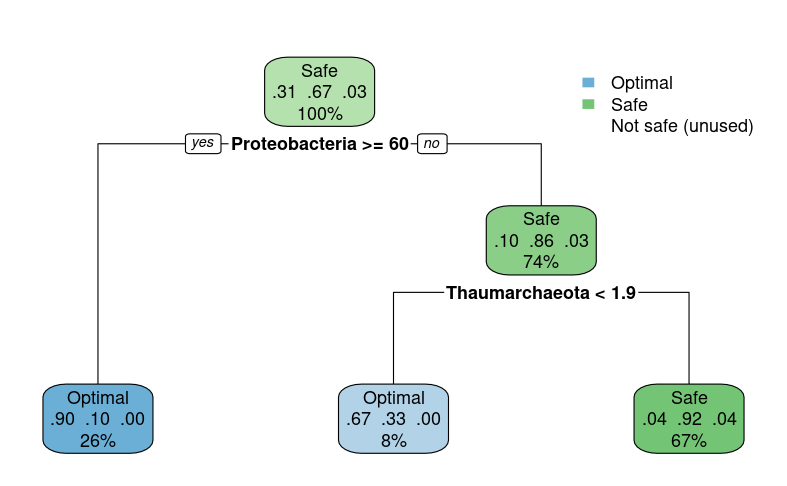 Safe
.31 .67 .03
100%
Optimal
Safe
Not safe (unused)
yes Proteobacteria >= 60 no
Safe
.10 .86 .03
74%
Thaumarchaeota < 1.9
Optimal
.90 .10 .00
26%
Optimal
.67 .33 .00
8%
Safe
.04 .92 .04
67%